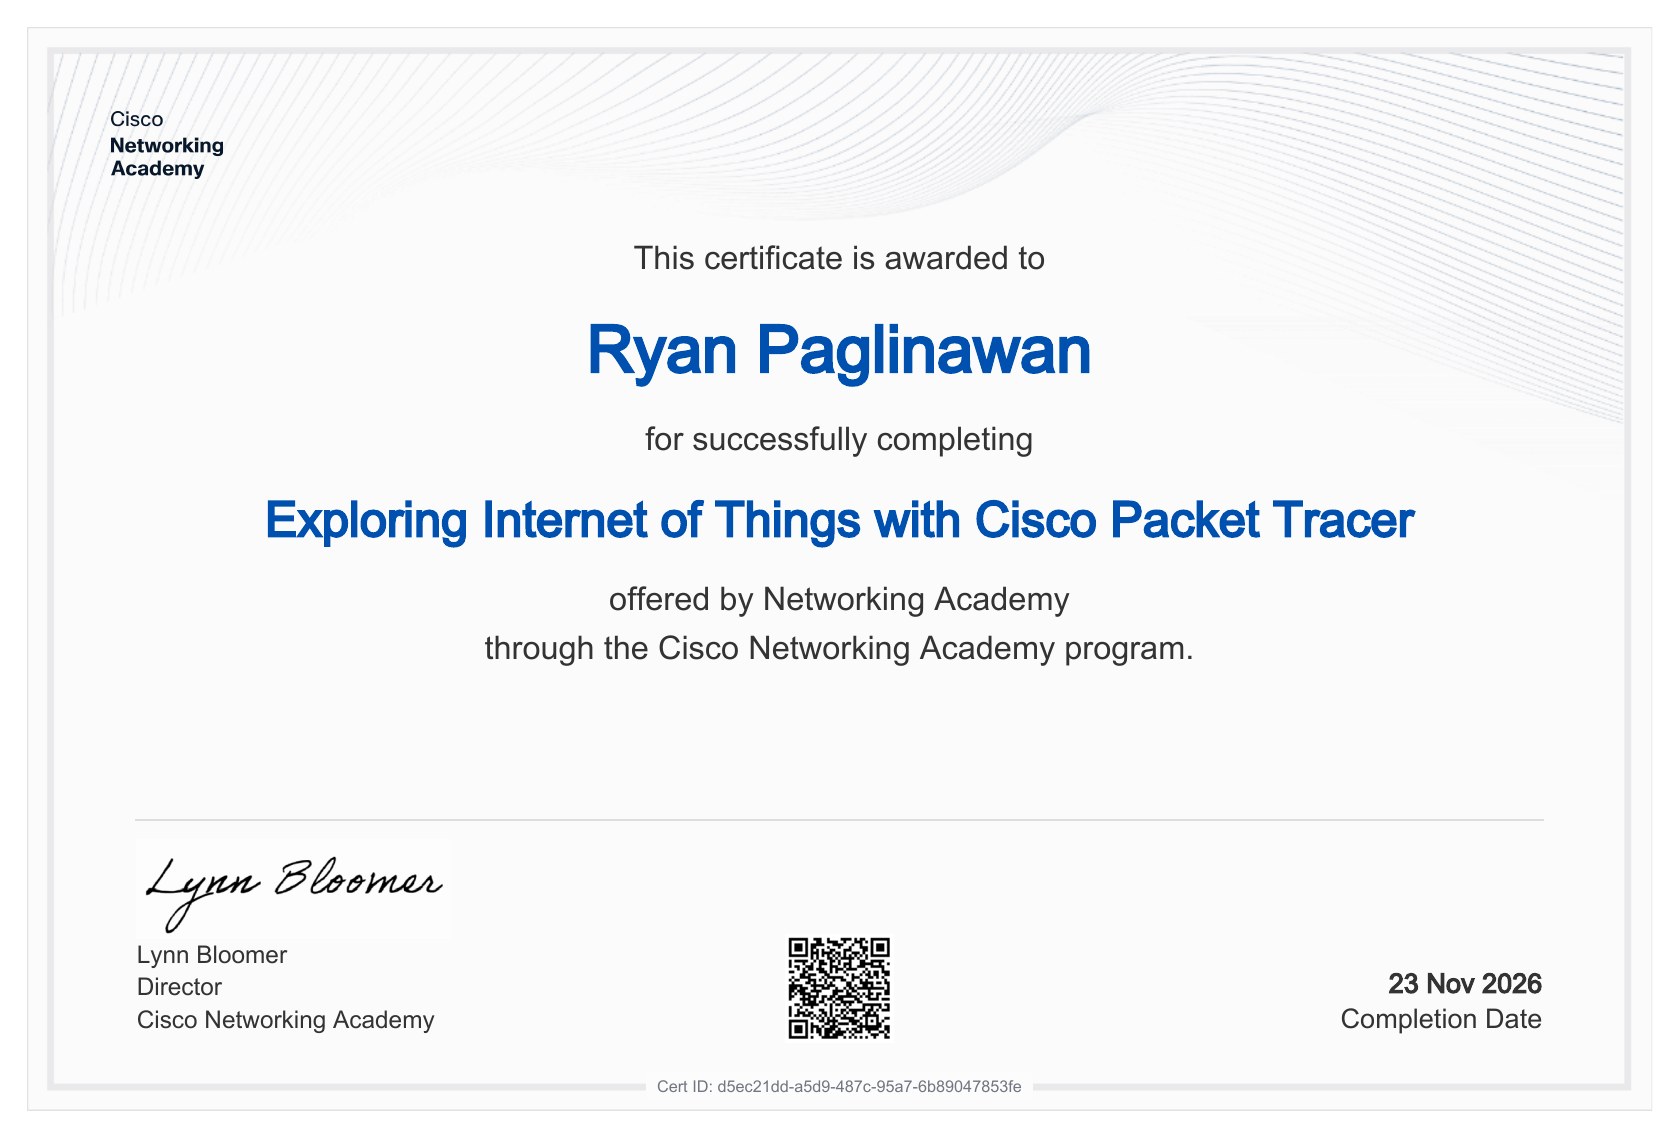 Cisco
Networking
Academy
This certificate is awarded to
Ryan Paglinawan
for successfully completing
Exploring Internet of Things with Cisco Packet Tracer
offered by Networking Academy
through the Cisco Networking Academy program.
Lynn Bloomer
Lynn Bloomer
Director
Cisco Networking Academy
23 Nov 2026
Completion Date
Cert ID: d5ec21dd-a5d9-487c-95a7-6b89047853fe